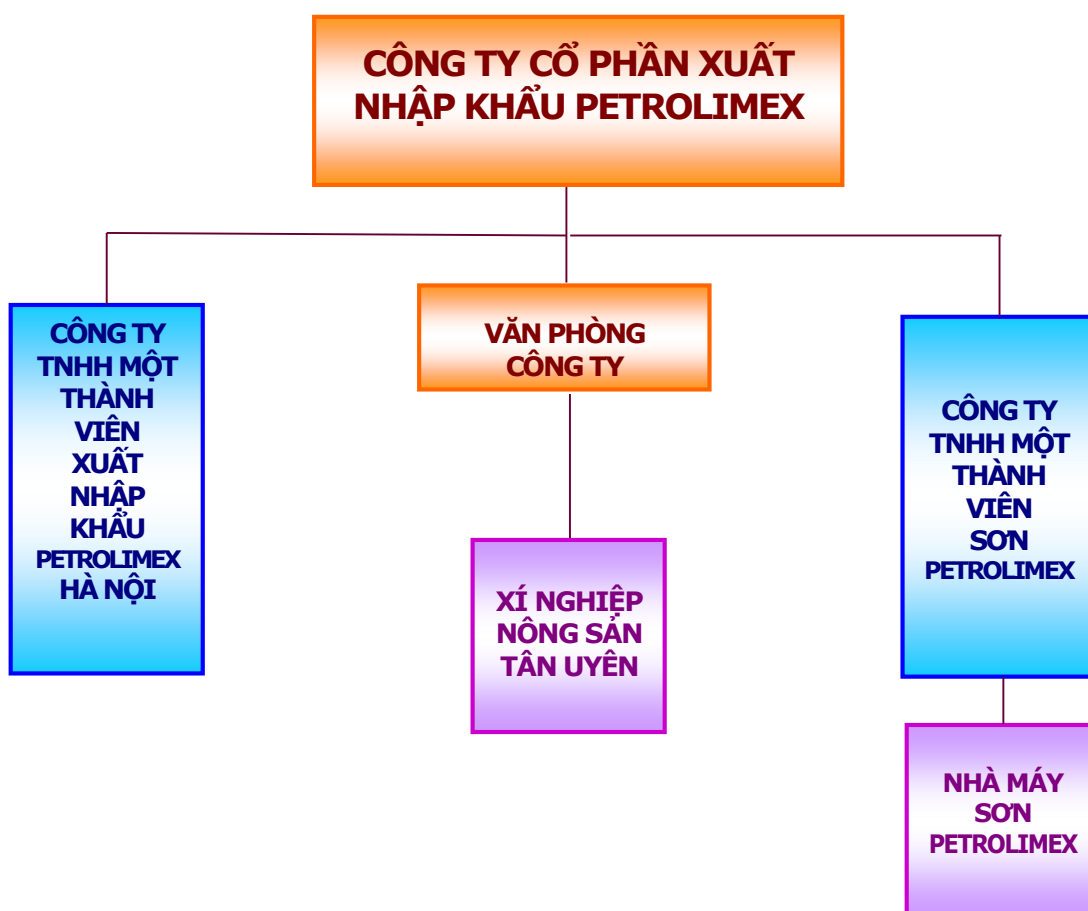 CÔNG TY CỔ PHẦN XUẤT
NHẬP KHẨU PETROLIMEX
CÔNG TY
TNHH MỘT
THÀNH
VIÊN
XUẤT
NHẬP
KHẨU
PETROLIMEX
HÀ NỘI
VĂN PHÒNG
CÔNG TY
XÍ NGHIỆP
NÔNG SẢN
TÂN UYÊN
CÔNG TY
TNHH MỘT
THÀNH
VIÊN
SƠN
PETROLIMEX
NHÀ MÁY
SƠN
PETROLIMEX